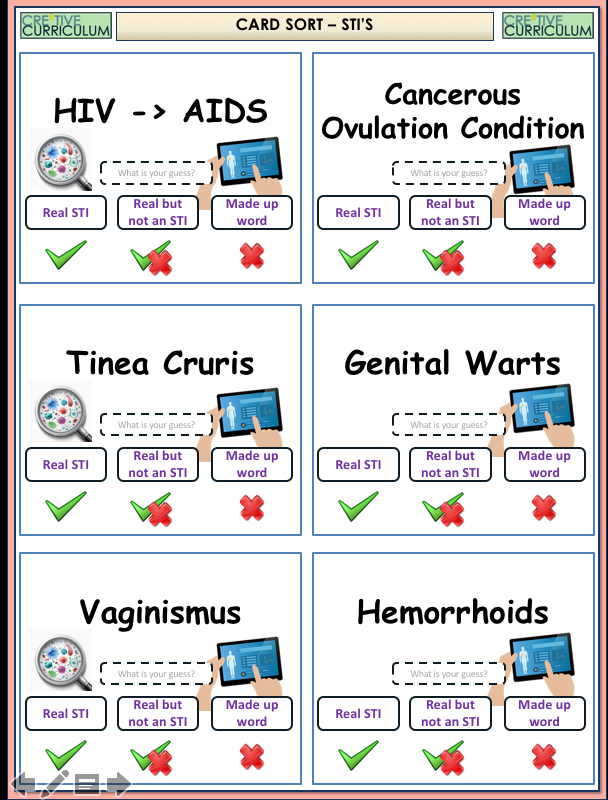 CRE*TIVE
CURRICULUM
CARD SORT – STI'S
CRE*TIVE
CURRICULUM
HIV -> AIDS
What is your guess?
Real STI
Real but
not an STI
Made up
word
Cancerous
Ovulation Condition
What is your guess?
Real STI
Real but
not an STI
Made up
word
Tinea Cruris
What is your guess?
Real STI
Real but
not an STI
Made up
word
Genital Warts
What is your guess?
Real STI
Real but
not an STI
Made up
word
Vaginismus
What is your guess?
Real STI
Real but
not an STI
Made up
word
Hemorrhoids
What is your guess?
Real STI
Real but
not an STI
Made up
word